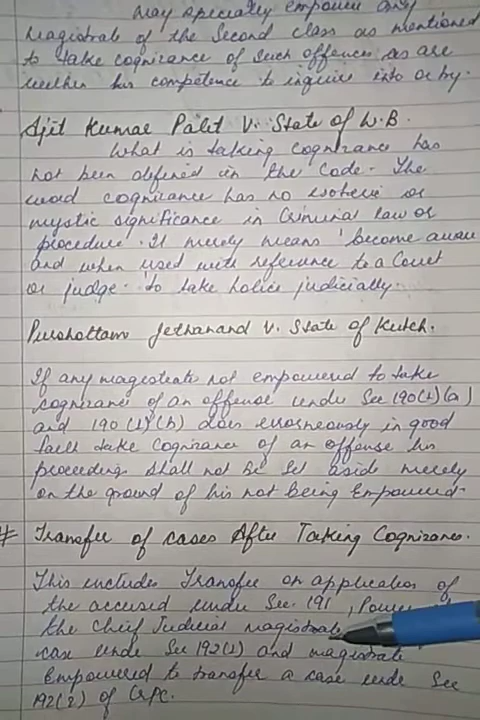 may specially empower any
Magistrate of the Second class as mentioned
to take cognizance of such offences as are
within his competence to inquire into or try.
Ajit Kumar Palit V. State of W.B.
What is taking cognizance has
not been defined in the Code. The
word cognizance has no esoteric or
mystic significance in Criminal law or
procedure. It merely means 'become aware
and when used with reference to a Court
or judge. to take notice judicially.
Purshottam Jethanand V. State of Kutch.
If any magistrate not empowered to take
cognizance of an offense under Sec 190(1)(a)
and 190(1)(b) does erroneously in good
faith take Cognizance of an offense his
proceedings shall not be set aside merely
on the ground of his not being Empowered.
# Transfer of cases After Taking Cognizance.
This includes Transfer on application of
the accused under Sec. 191, Power
the Chief Judicial magistrate
case under Sec 192(1) and magistrate
Empowered to transfer a case under Sec
192(2) of CrPC.